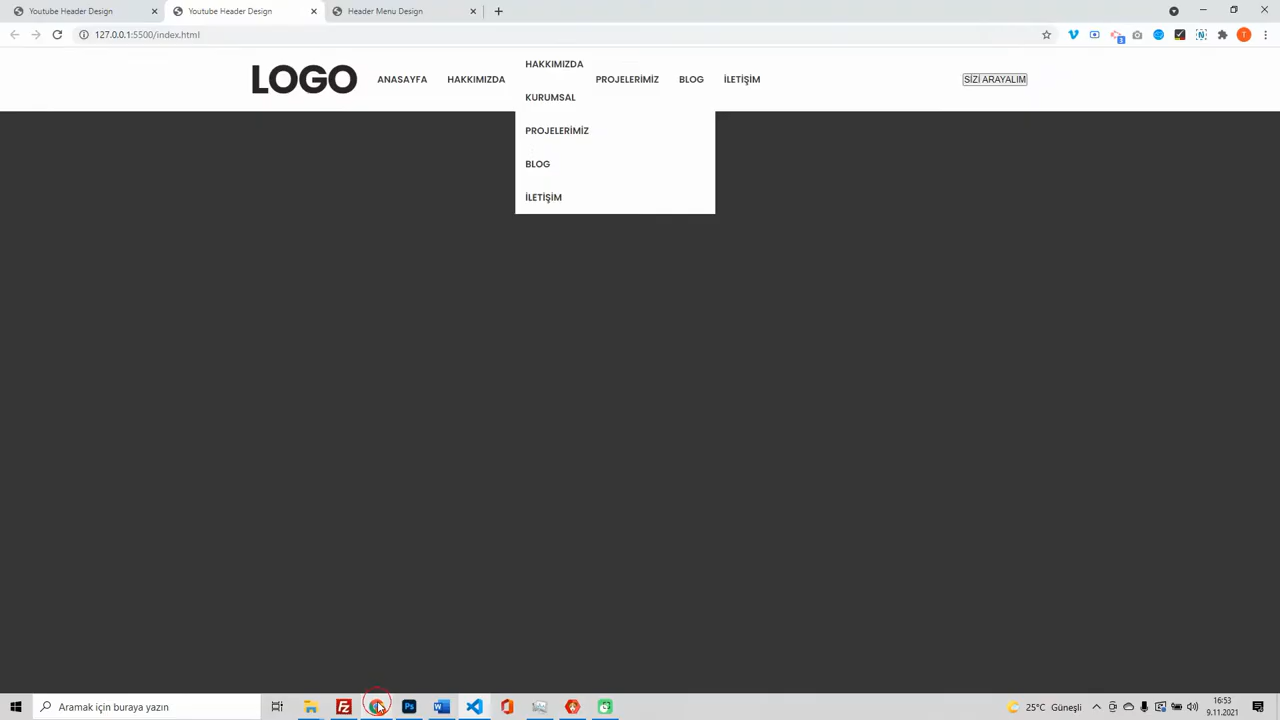 Youtube Header Design
Youtube Header Design
Header Menu Design
127.0.0.1:5500/index.html
3
T
LOGO
ANASAYFA
HAKKIMIZDA
HAKKIMIZDA
KURUMSAL
PROJELERİMİZ
BLOG
İLETİŞİM
PROJELERİMİZ
BLOG
İLETİŞİM
SİZİ ARAYALIM
Aramak için buraya yazın
25°C Güneşli
16:53
9.11.2021